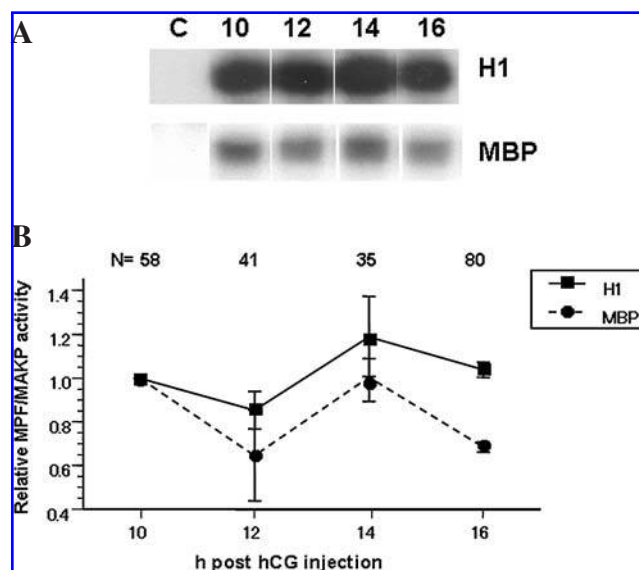 A
C 10 12 14 16
H1
MBP
B
N= 58 41 35 80
1.4
1.2
1.0
0.8
0.6
0.4
Relative MPF/MAKP activity
10 12 14 16
h post hCG injection
H1
MBP